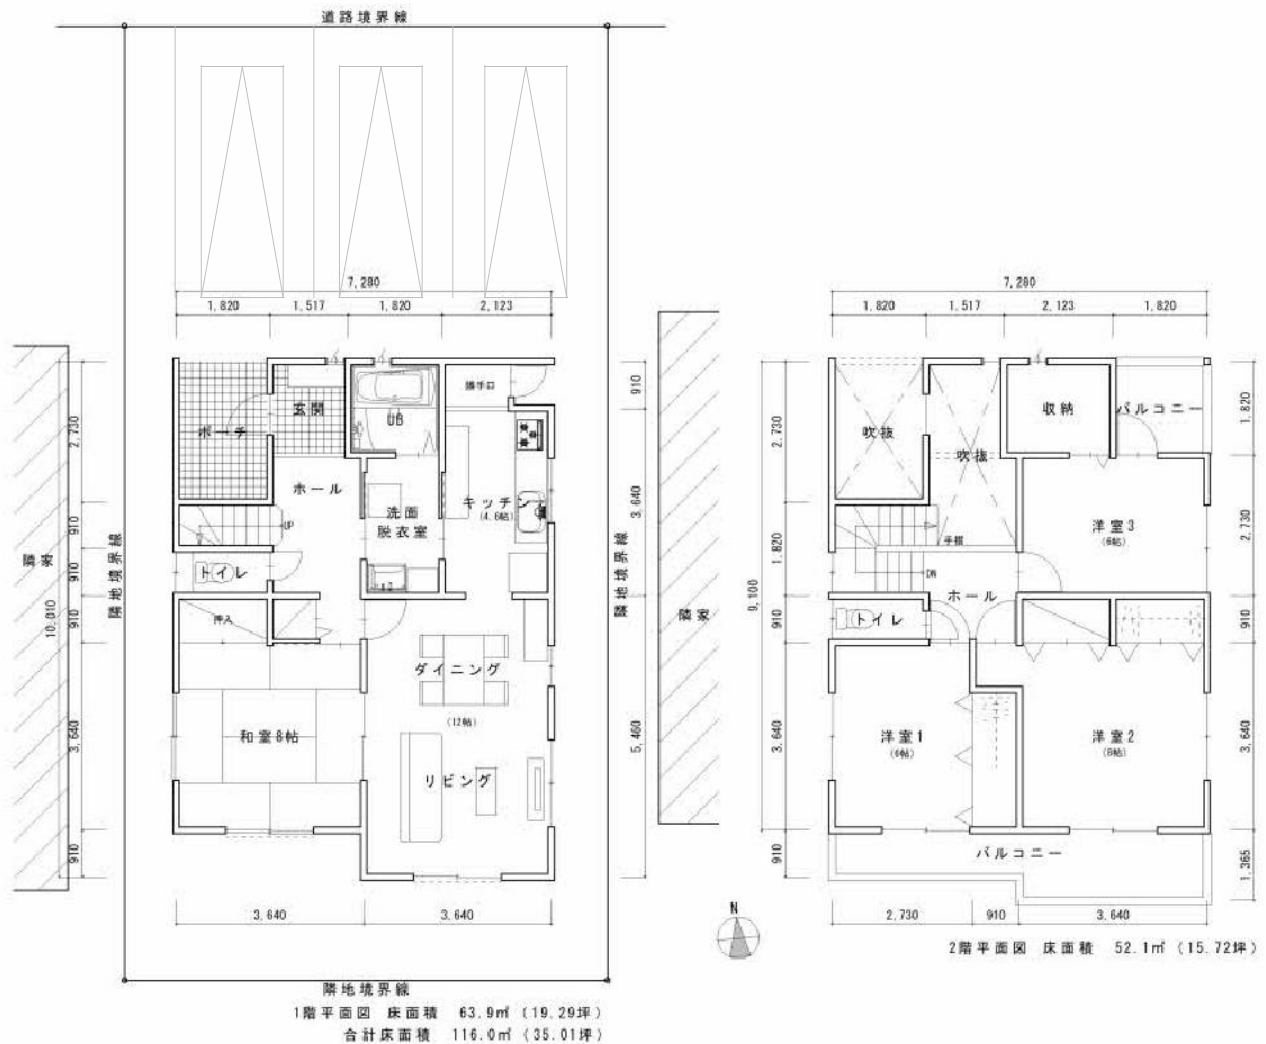 道路境界線
7,280
1,820
1,517
1,820
2,123
7,280
1,820
1,517
2,123
1,820
隣家
10,010
2,730
910
910
910
3,640
910
隣地境界線
ポーチ
玄関
UB
勝手口
ホール
洗面
脱衣室
キッチ
(4.6帖)
UP
トイレ
押入
ダイニング
(12帖)
和室8帖
リビング
910
3,640
5,460
隣地境界線
隣家
3,640
3,640
隣地境界線
1階平面図 床面積 63.9㎡ (19.29坪)
合計床面積 116.0㎡ (35.01坪)
N
9,100
2,730
1,820
910
3,640
910
吹抜
吹抜
収納
バルコニー
洋室3
(6帖)
手摺
DN
ホール
トイレ
洋室1
(6帖)
洋室2
(8帖)
バルコニー
1,820
2,730
910
3,640
1,365
2,730
910
3,640
2階平面図 床面積 52.1㎡ (15.72坪)